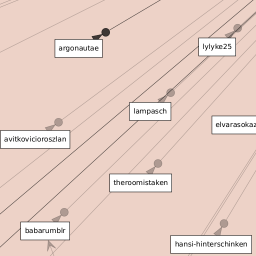 argonautae
lylyke25
lampasch
elvarasokaz
avitkovicioroszlan
theroomistaken
babarumblr
hansi-hinterschinken